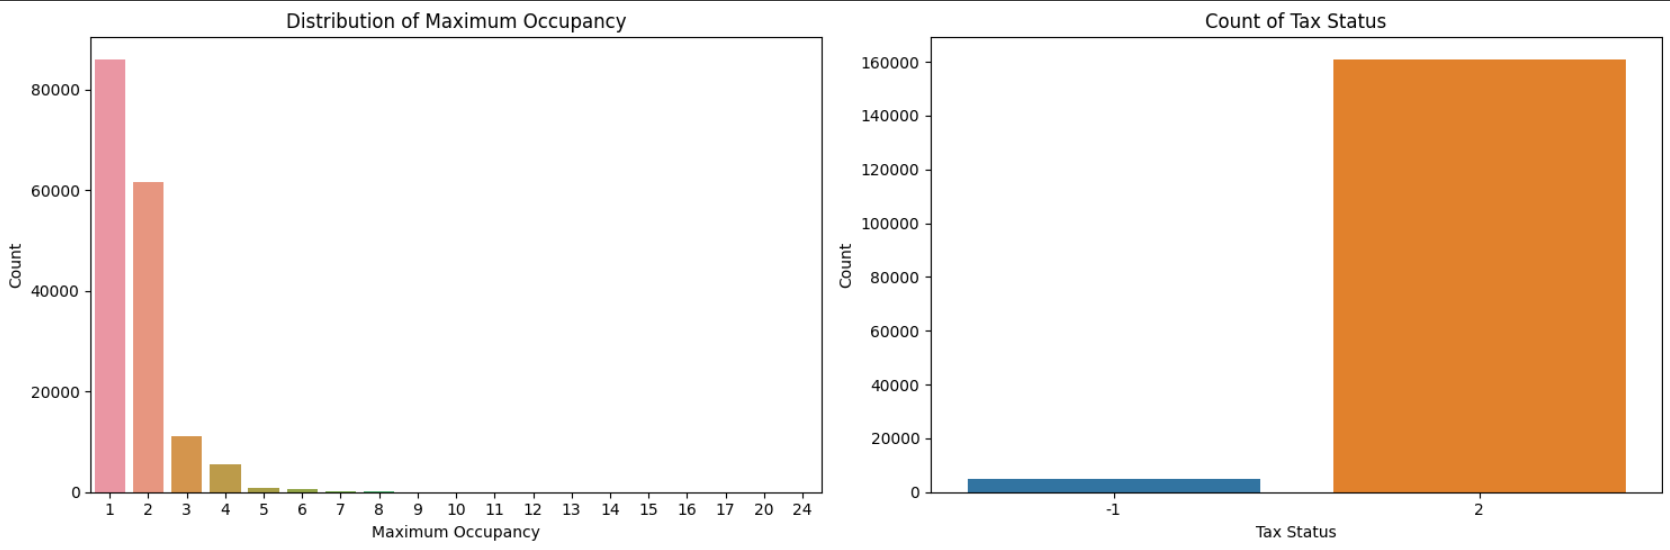 Distribution of Maximum Occupancy
Count
80000
60000
40000
20000
0
1 2 3 4 5 6 7 8 9 10 11 12 13 14 15 16 17 20 24
Maximum Occupancy
Count of Tax Status
Count
160000
140000
120000
100000
80000
60000
40000
20000
0
-1 2
Tax Status